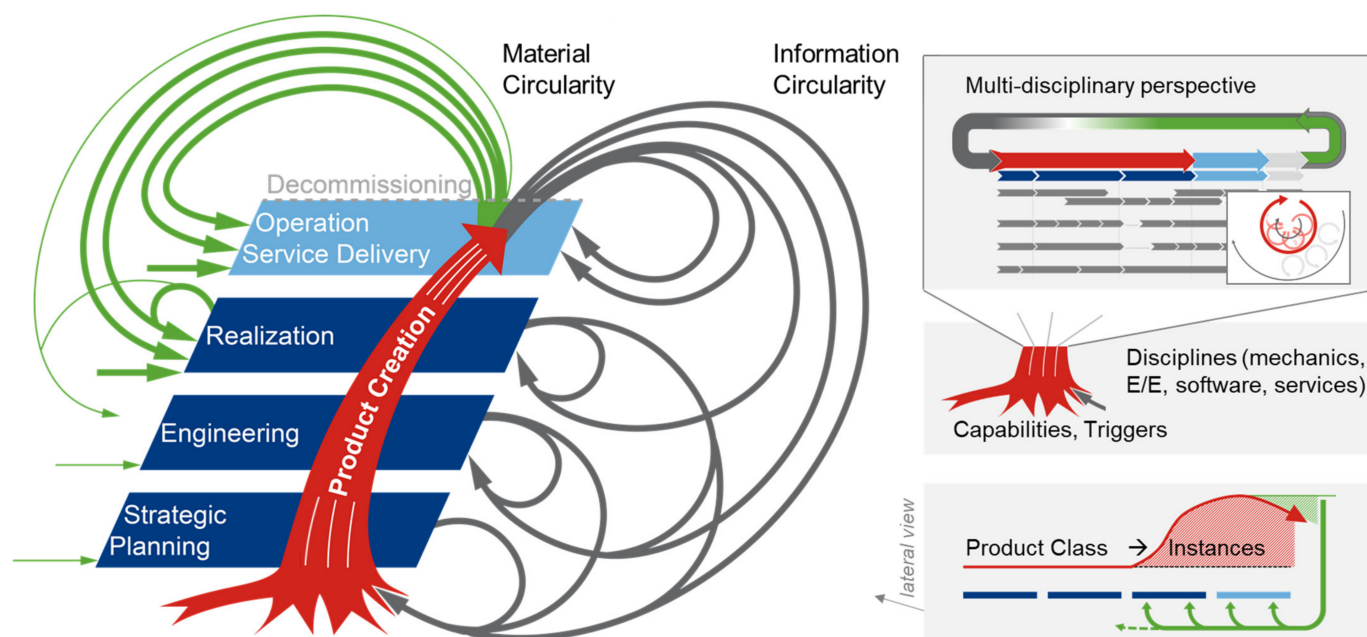 Material
Circularity
Information
Circularity
Decommissioning
Operation
Service Delivery
Realization
Engineering
Strategic
Planning
Product Creation
Multi-disciplinary perspective
Disciplines (mechanics,
E/E, software, services)
Capabilities, Triggers
lateral view
Product Class → Instances